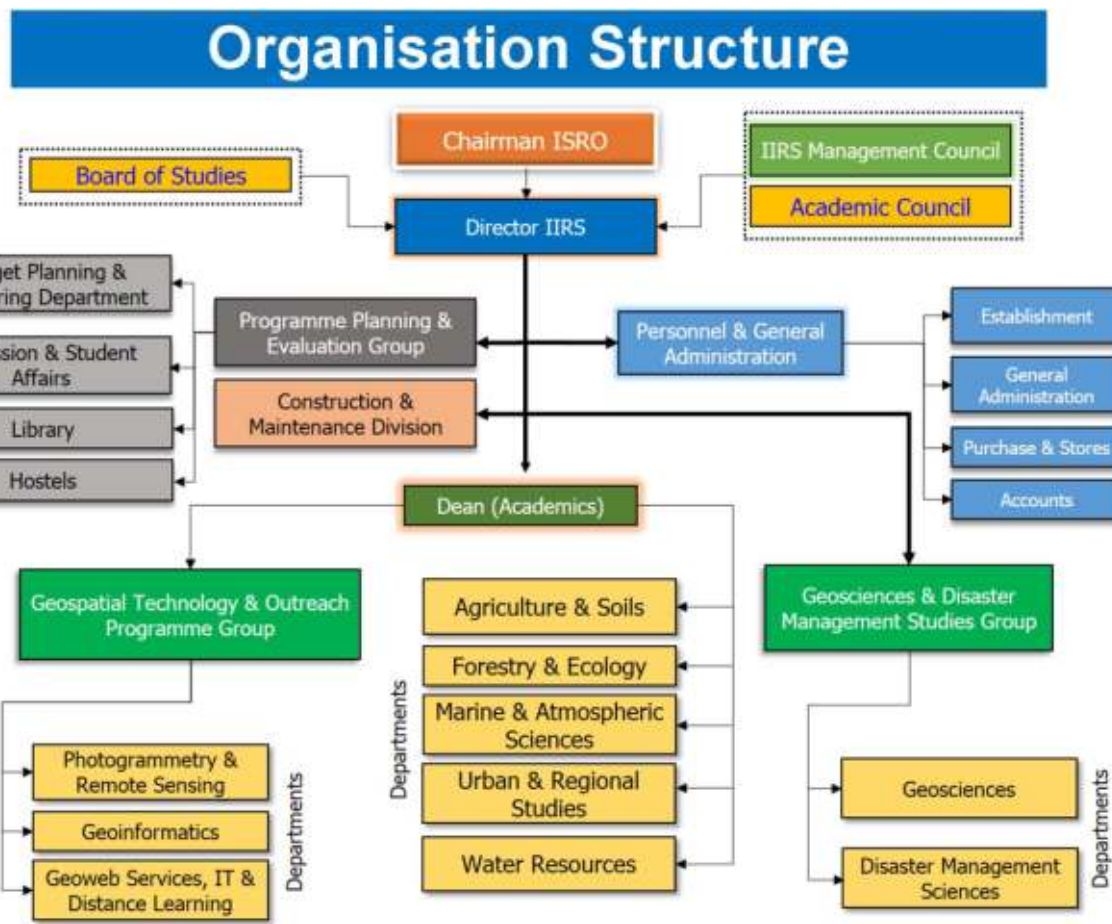 Organisation Structure
Chairman ISRO
Board of Studies
IIRS Management Council
Academic Council
Director IIRS
Planning &
Department
Programme Planning &
Evaluation Group
Personnel & General
Administration
Establishment
& Student
Affairs
General
Administration
Construction &
Maintenance Division
Library
Purchase & Stores
Hostels
Accounts
Dean (Academics)
Geospatial Technology & Outreach
Programme Group
Geosciences & Disaster
Management Studies Group
Agriculture & Soils
Forestry & Ecology
Marine & Atmospheric
Sciences
Urban & Regional
Studies
Water Resources
Departments
Photogrammetry &
Remote Sensing
Geoinformatics
Geoweb Services, IT &
Distance Learning
Departments
Geosciences
Disaster Management
Sciences
Departments